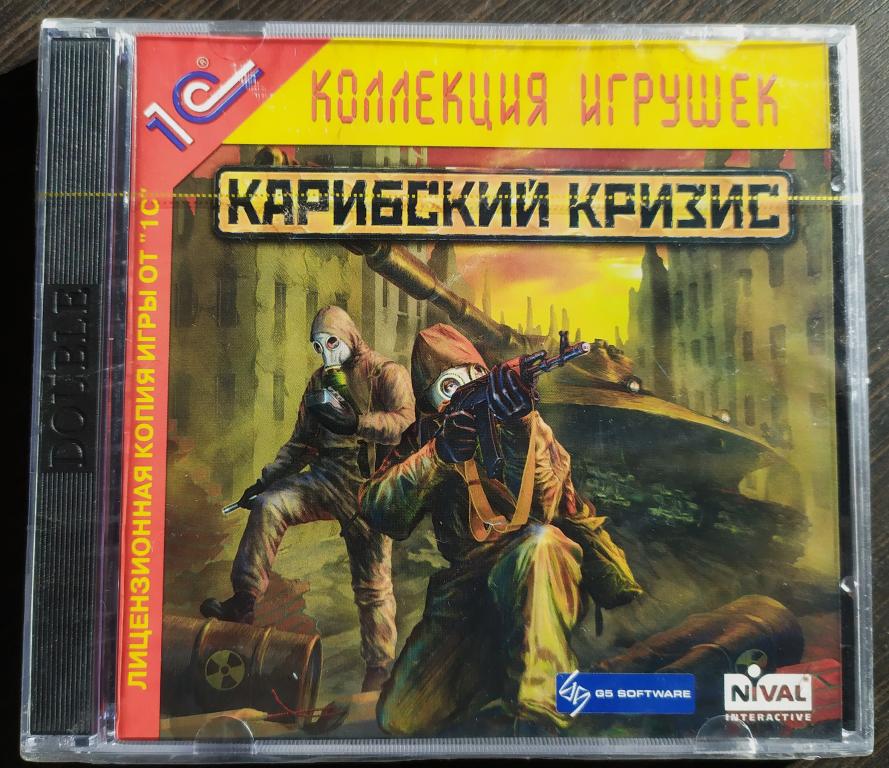 1С®
КОЛЛЕКЦИЯ ИГРУШЕК
КАРИБСКИЙ КРИЗИС
ЛИЦЕНЗИОННАЯ КОПИЯ ИГРЫ ОТ "1С"
DOUBLE
G5 SOFTWARE
NIVAL
INTERACTIVE